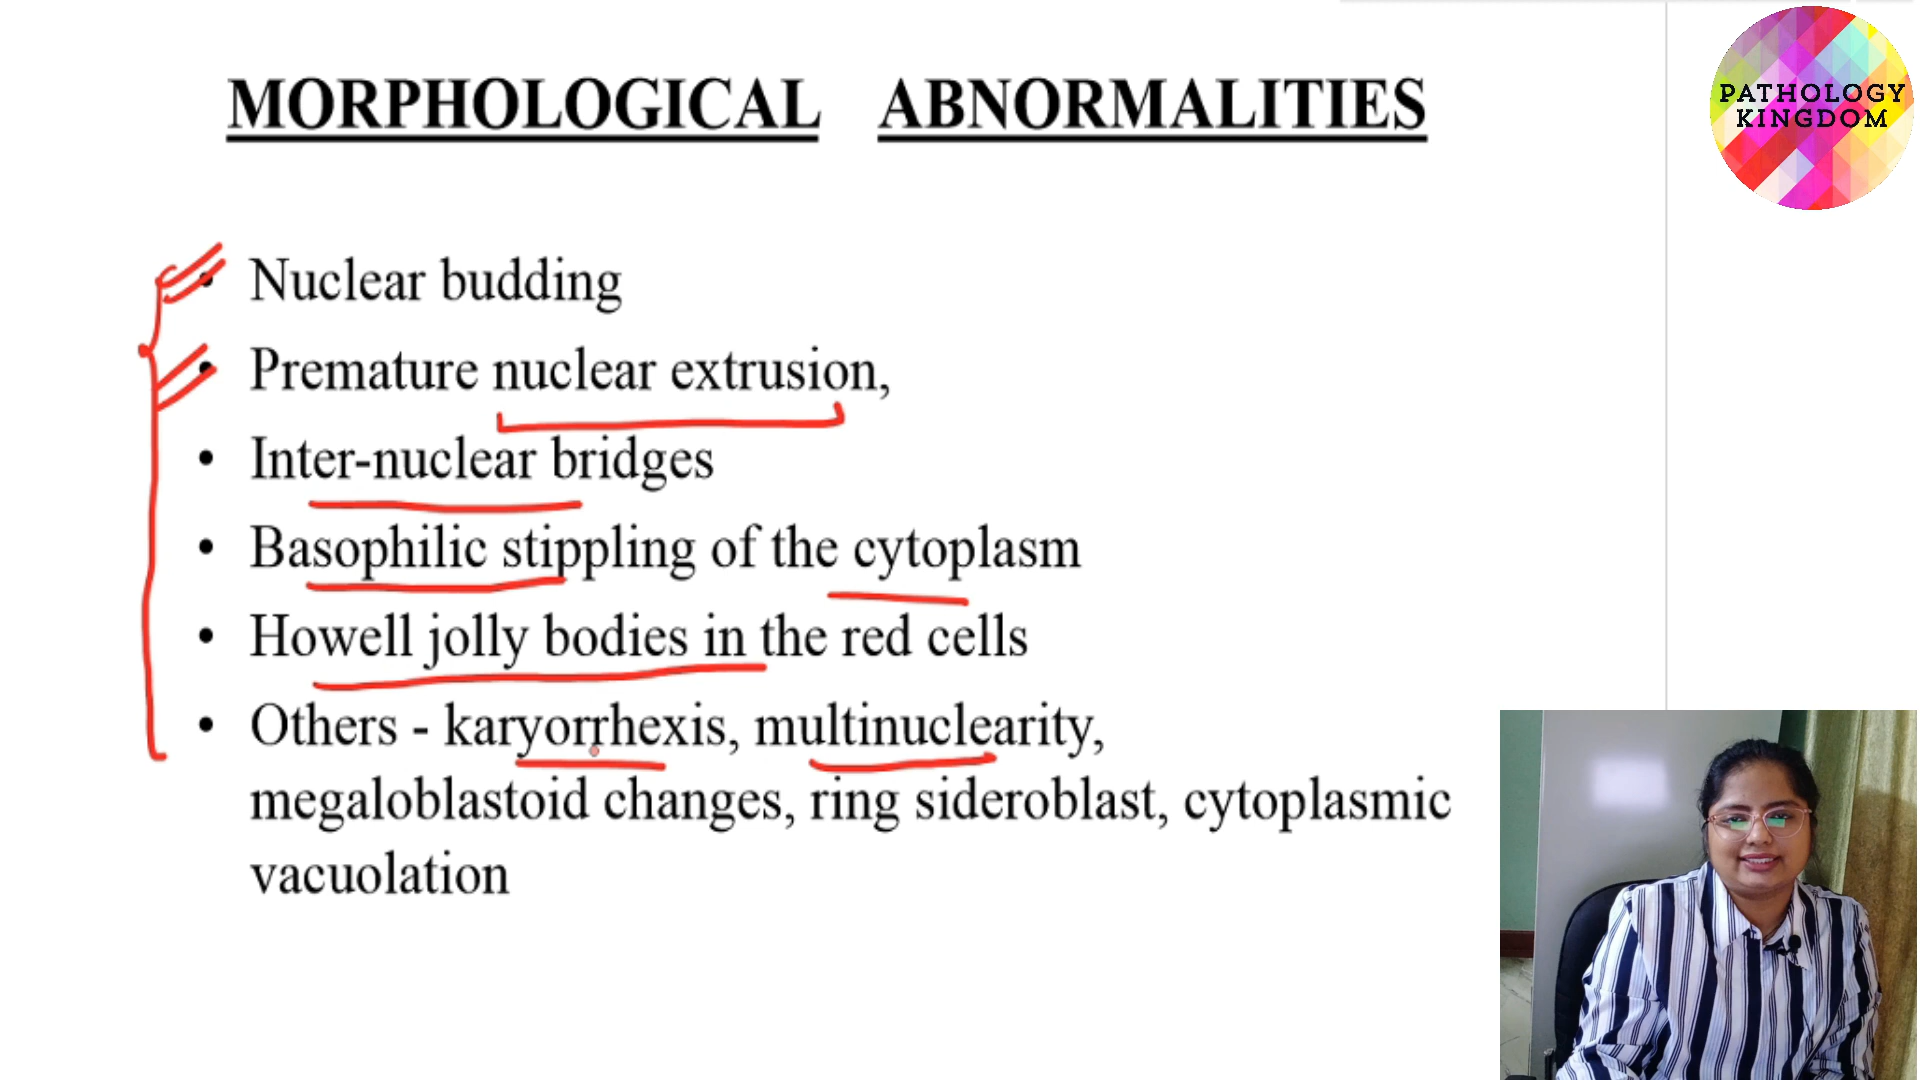 MORPHOLOGICAL ABNORMALITIES
PATHOLOGY
KINGDOM
• Nuclear budding
• Premature nuclear extrusion,
• Inter-nuclear bridges
• Basophilic stippling of the cytoplasm
• Howell jolly bodies in the red cells
• Others - karyorrhexis, multinuclearity,
megaloblastoid changes, ring sideroblast, cytoplasmic
vacuolation